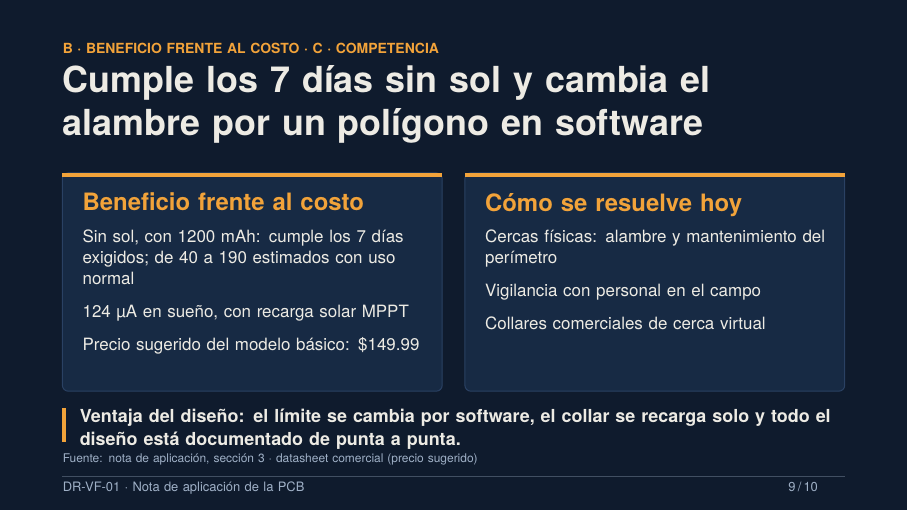 B · BENEFICIO FRENTE AL COSTO · C · COMPETENCIA
Cumple los 7 días sin sol y cambia el
alambre por un polígono en software
Beneficio frente al costo
Sin sol, con 1200 mAh: cumple los 7 días
exigidos; de 40 a 190 estimados con uso
normal
124 µA en sueño, con recarga solar MPPT
Precio sugerido del modelo básico: $149.99
Cómo se resuelve hoy
Cercas físicas: alambre y mantenimiento del
perímetro
Vigilancia con personal en el campo
Collares comerciales de cerca virtual
Ventaja del diseño: el límite se cambia por software, el collar se recarga solo y todo el
diseño está documentado de punta a punta.
Fuente: nota de aplicación, sección 3 · datasheet comercial (precio sugerido)
DR-VF-01 · Nota de aplicación de la PCB
9 / 10